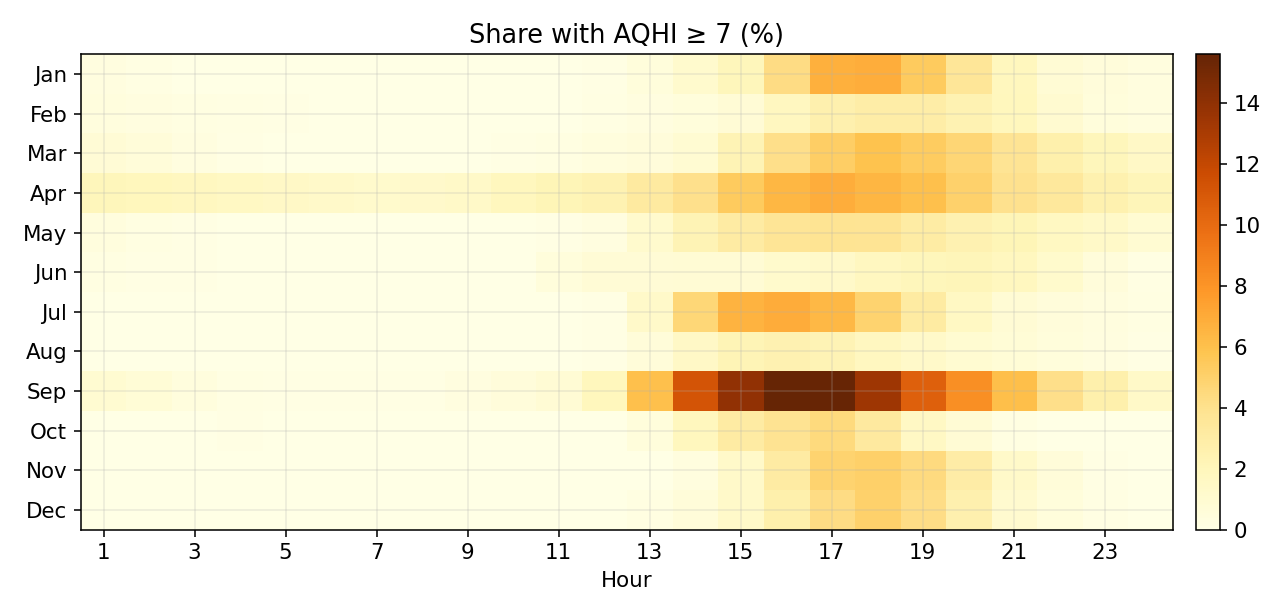 Share with AQHI ≥ 7 (%)
Jan
Feb
Mar
Apr
May
Jun
Jul
Aug
Sep
Oct
Nov
Dec
1 3 5 7 9 11 13 15 17 19 21 23
Hour
14
12
10
8
6
4
2
0